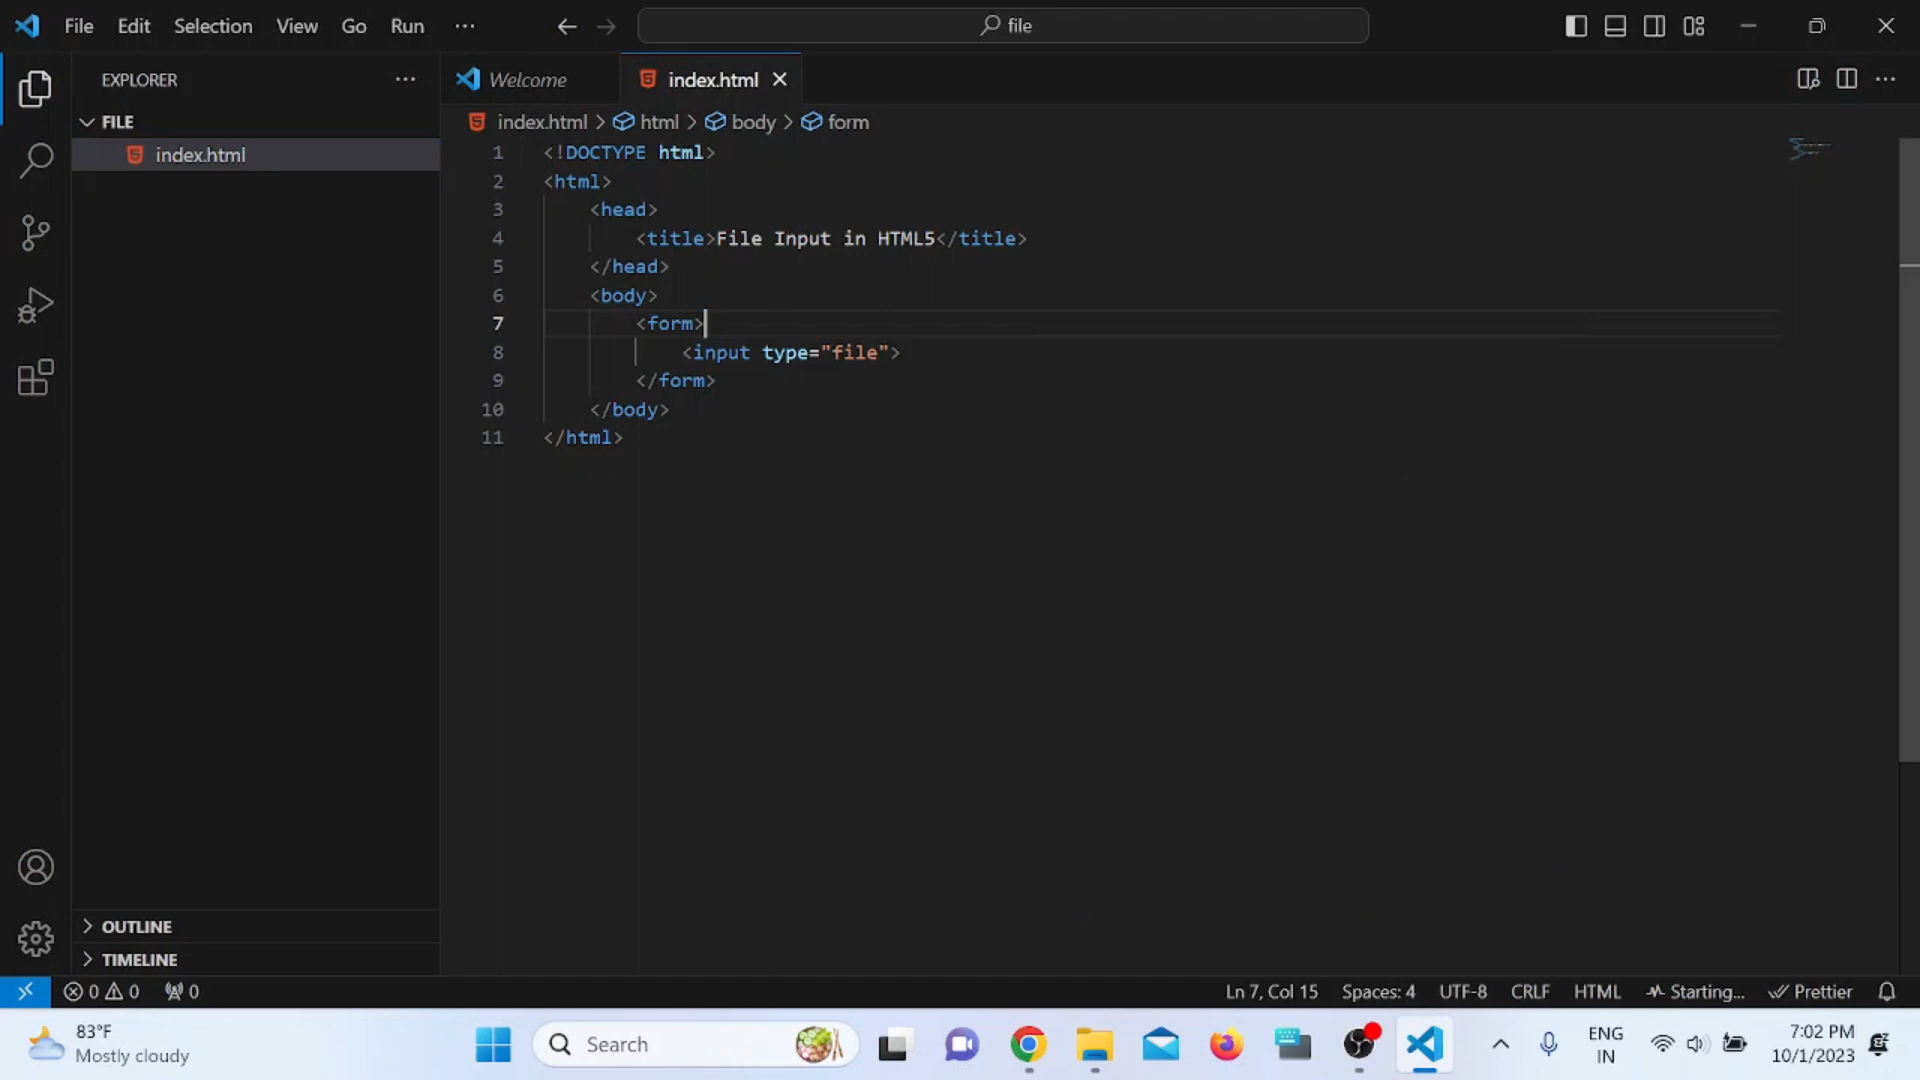 File Edit Selection View Go Run ··· file
EXPLORER ···
Welcome index.html
FILE
index.html
index.html > html > body > form
1 <!DOCTYPE html>
2 <html>
3 <head>
4 <title>File Input in HTML5</title>
5 </head>
6 <body>
7 <form>
8 <input type="file">
9 </form>
10 </body>
11 </html>
OUTLINE
TIMELINE
0 0 0
Ln 7, Col 15 Spaces: 4 UTF-8 CRLF HTML Starting... Prettier
83°F
Mostly cloudy
Search
ENG
IN
7:02 PM
10/1/2023